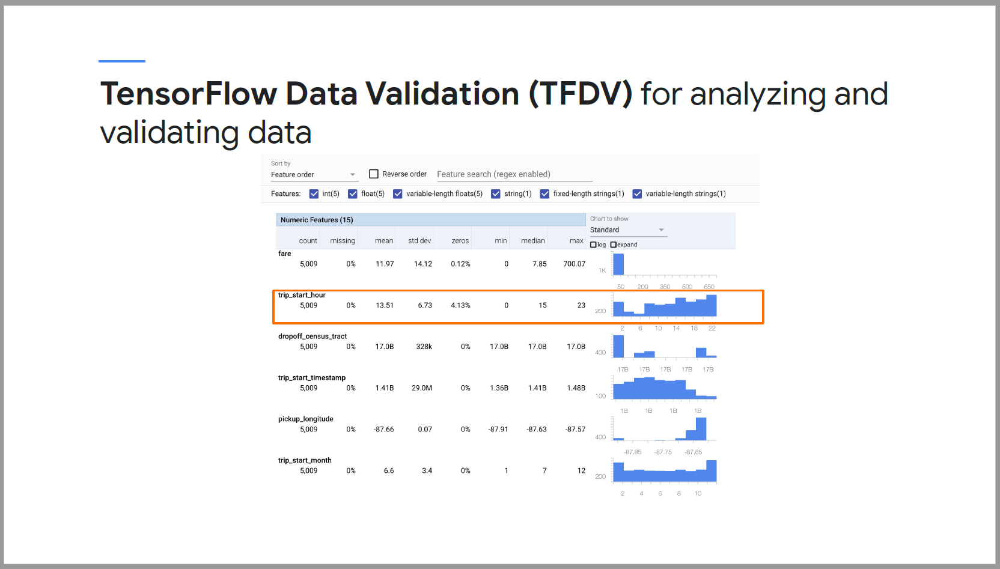 TensorFlow Data Validation (TFDV) for analyzing and
validating data
Sort by
Feature order
Reverse order
Feature search (regex enabled)
Features: int(5) float(5) variable-length floats(5) string(1) fixed-length strings(1) variable-length strings(1)
Numeric Features (15)
Chart to show
Standard
count missing mean std dev zeros min median max
log expand
fare
5,009 0% 11.97 14.12 0.12% 0 7.85 700.07
1K
50 200 350 500 650
trip_start_hour
5,009 0% 13.51 6.73 4.13% 0 15 23
200
2 6 10 14 18 22
dropoff_census_tract
5,009 0% 17.0B 328k 0% 17.0B 17.0B 17.0B
400
17B 17B 17B 17B 17B
trip_start_timestamp
5,009 0% 1.41B 29.0M 0% 1.36B 1.41B 1.48B
100
1B 1B 1B 1B
pickup_longitude
5,009 0% -87.66 0.07 0% -87.91 -87.63 -87.57
400
-87.85 -87.75 -87.65
trip_start_month
5,009 0% 6.6 3.4 0% 1 7 12
200
2 4 6 8 10